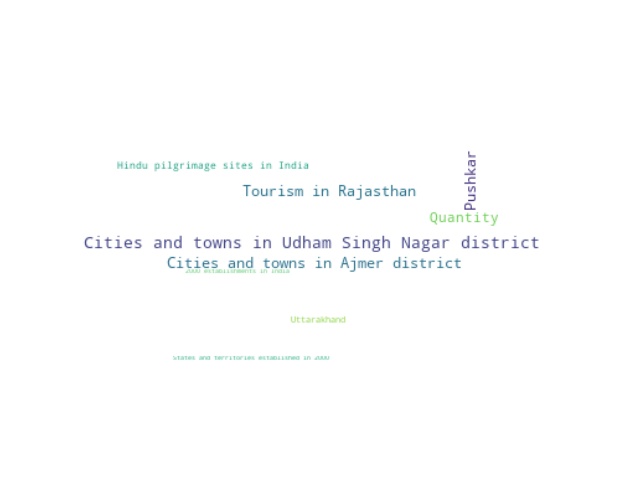 Hindu pilgrimage sites in India
Pushkar
Tourism in Rajasthan
Quantity
Cities and towns in Udham Singh Nagar district
Cities and towns in Ajmer district
2000 establishments in India
Uttarakhand
States and territories established in 2000